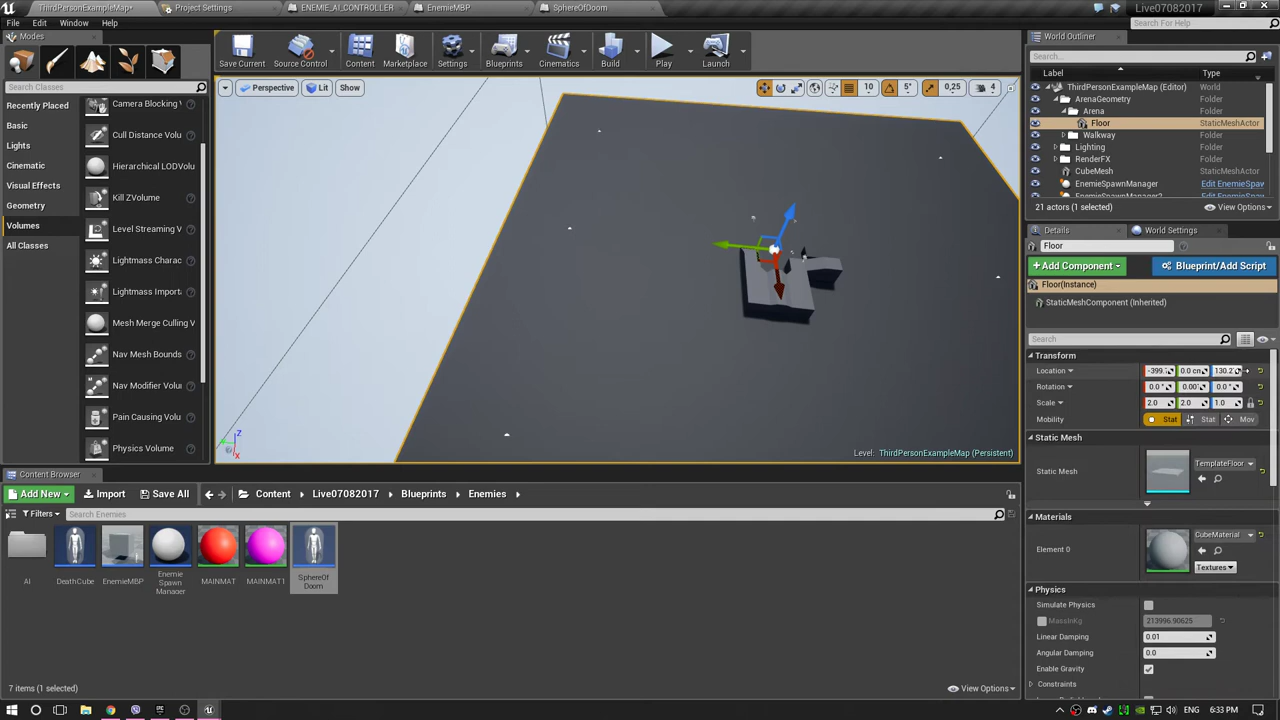 ThirdPersonExampleMap* Project Settings ENEMIE_AI_CONTROLLER EnemieMBP SphereOfDoom Live07082017
File Edit Window Help Search For Help
Modes World Outliner
Save Current Source Control Content Marketplace Settings Blueprints Cinematics Build Play Launch
Search...
Label Type
Search Classes Perspective Lit Show 10 5° 0,25 4
ThirdPersonExampleMap (Editor) World
ArenaGeometry Folder
Arena Folder
Floor StaticMeshActor
Walkway Folder
Lighting Folder
RenderFX Folder
CubeMesh StaticMeshActor
EnemieSpawnManager Edit EnemieSpav
EnemieSpawnManager2 Edit EnemieSpav
21 actors (1 selected) View Options
Recently Placed
Basic
Lights
Cinematic
Visual Effects
Geometry
Volumes
All Classes
Camera Blocking V
Cull Distance Volu
Hierarchical LODVolu
Kill ZVolume
Level Streaming V
Lightmass Charac
Lightmass Import
Mesh Merge Culling V
Nav Mesh Bounds
Nav Modifier Volu
Pain Causing Volu
Physics Volume
Level: ThirdPersonExampleMap (Persistent)
Details World Settings
Floor
+Add Component Blueprint/Add Script
Floor(Instance)
StaticMeshComponent (Inherited)
Search
Transform
Location -399. 0.0 cn 130.2
Rotation 0.0 ° 0.00 0.0 °
Scale 2.0 2.0 1.0
Mobility Stat Stat Mov
Static Mesh
Static Mesh TemplateFloor
Materials
Element 0 CubeMaterial
Textures
Physics
Simulate Physics
MassInKg 213996.90625
Linear Damping 0.01
Angular Damping 0.0
Enable Gravity
Constraints
Content Browser
Add New Import Save All Content Live07082017 Blueprints Enemies
Filters Search Enemies
AI DeathCube EnemieMBP Enemie Spawn Manager MAINMAT MAINMAT1 SphereOf Doom
7 items (1 selected) View Options
ENG 6:33 PM